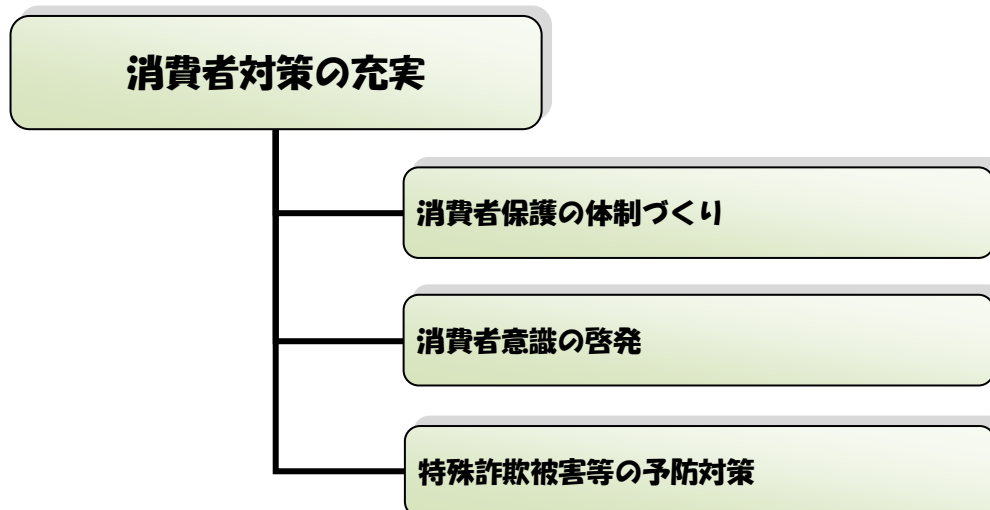 消費者対策の充実
消費者保護の体制づくり
消費者意識の啓発
特殊詐欺被害等の予防対策